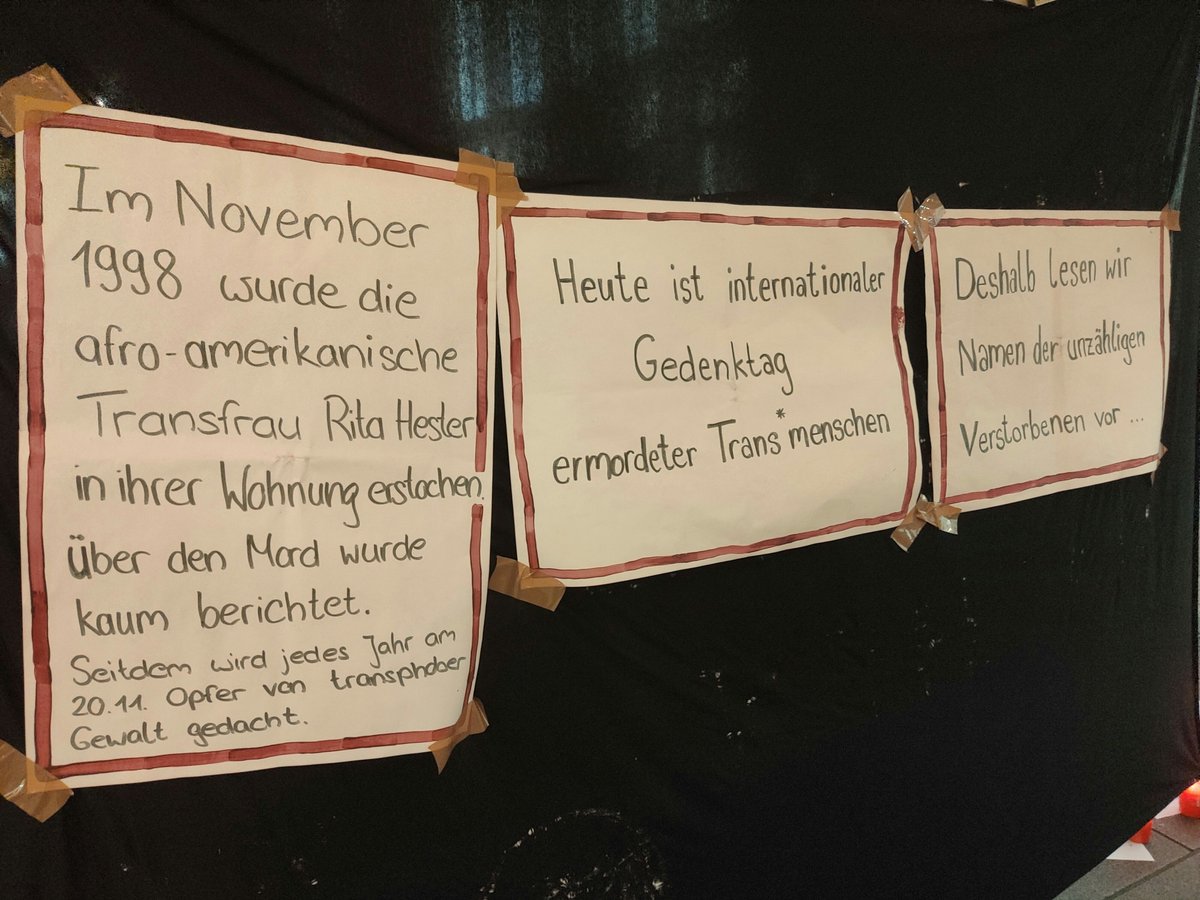 Im November
1998 wurde die
afro-amerikanische
Transfrau Rita Hester
in ihrer Wohnung erstochen.
Über den Mord wurde
kaum berichtet.
Seitdem wird jedes Jahr am
20.11. Opfer von transphober
Gewalt gedacht.
Heute ist internationaler
Gedenktag
ermordeter Trans*menschen
Deshalb lesen wir
Namen der unzähligen
Verstorbenen vor ...